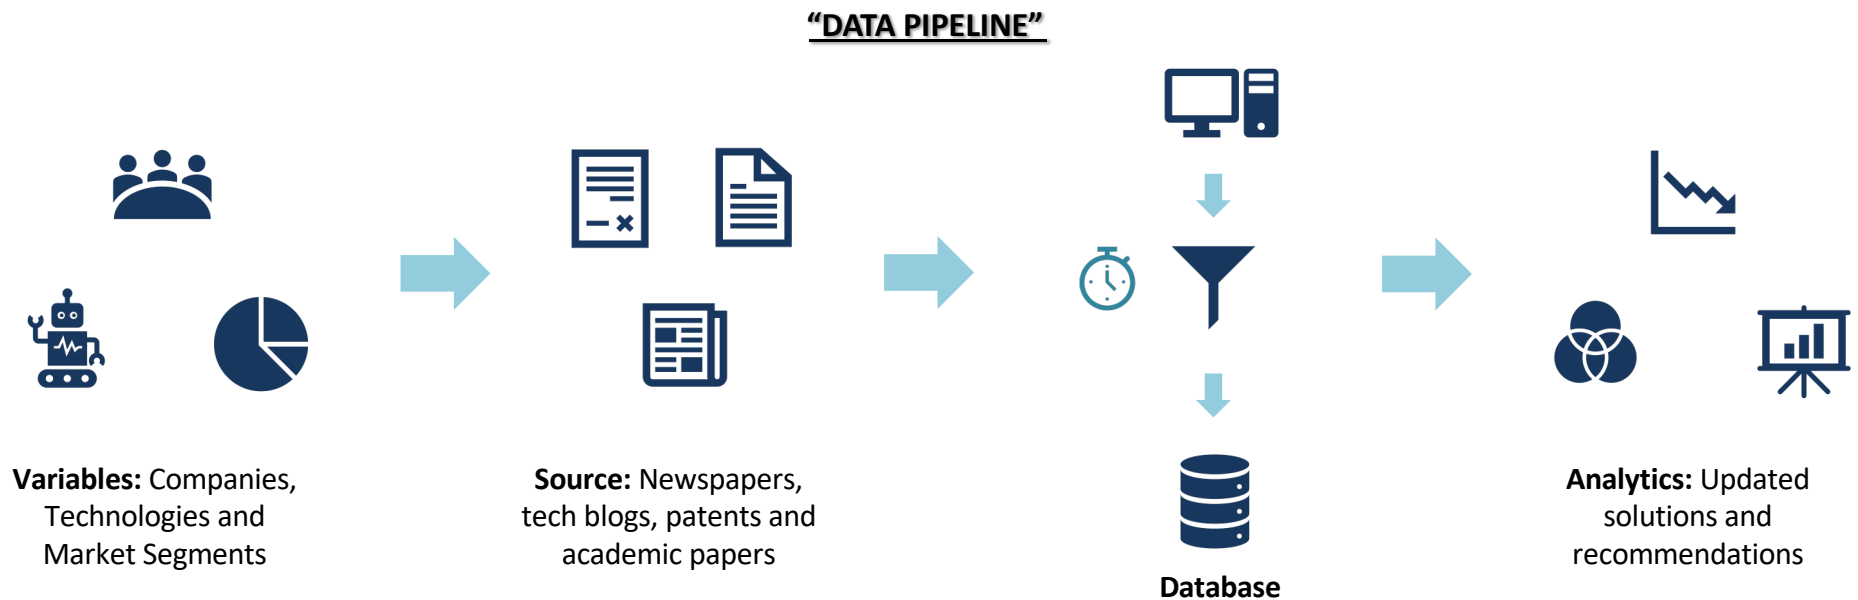 “DATA PIPELINE”
Variables: Companies,
Technologies and
Market Segments
Source: Newspapers,
tech blogs, patents and
academic papers
Database
Analytics: Updated
solutions and
recommendations